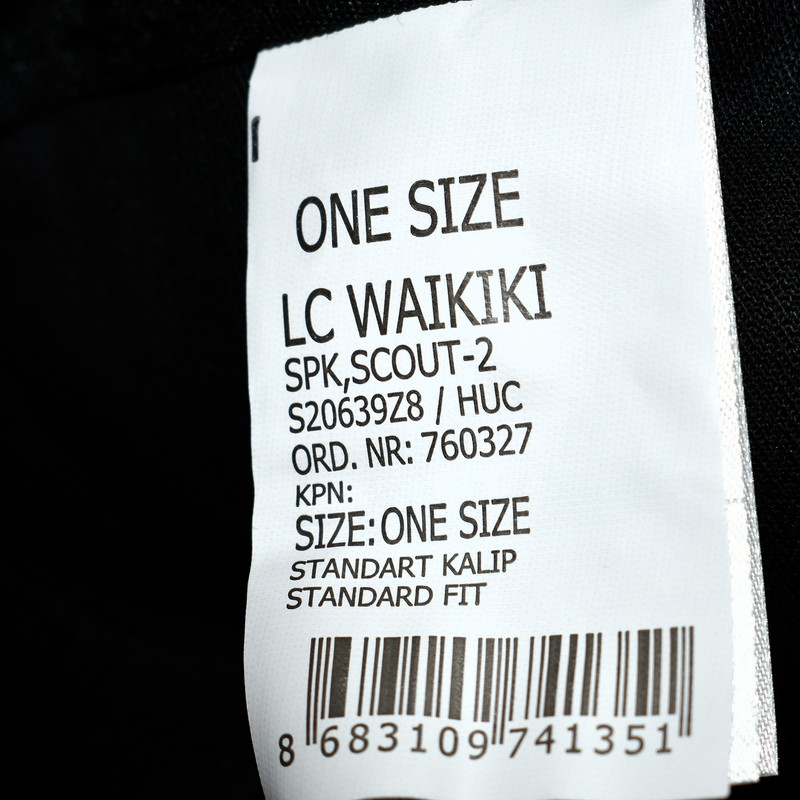 ONE SIZE
LC WAIKIKI
SPK,SCOUT-2
S20639Z8 / HUC
ORD. NR: 760327
KPN:
SIZE:ONE SIZE
STANDART KALIP
STANDARD FIT
8 683109 741351